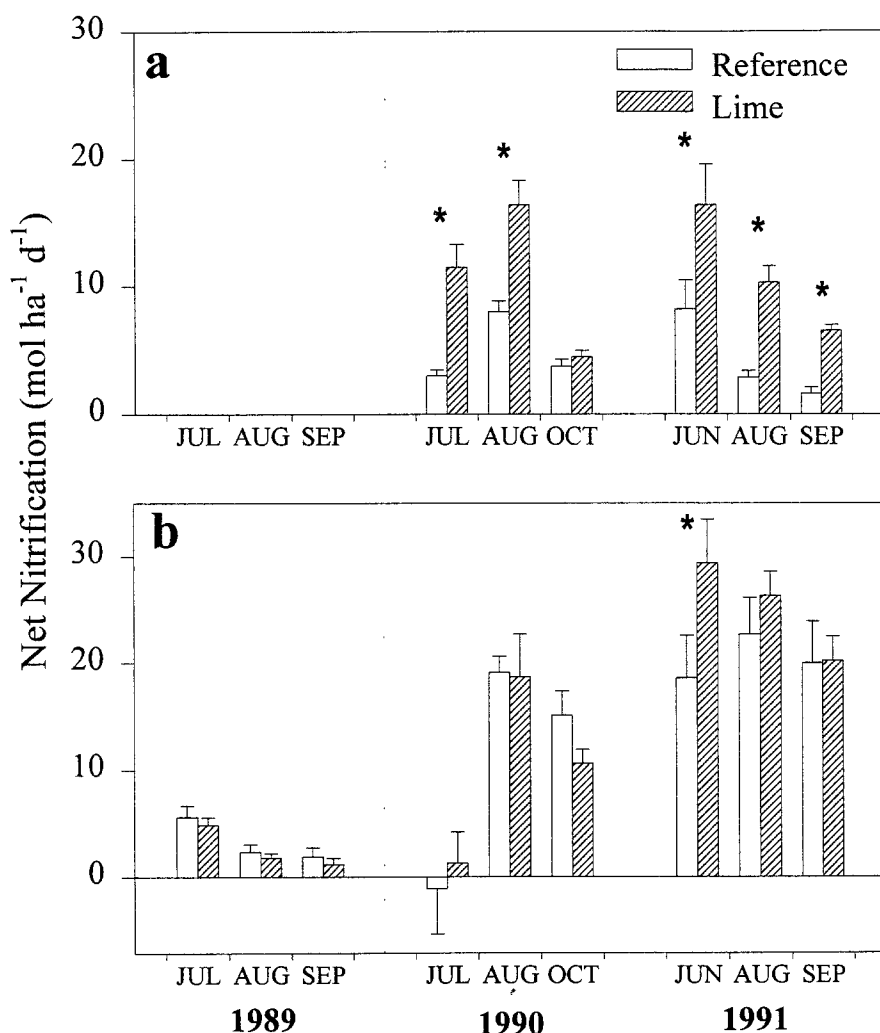 Net Nitrification (mol ha⁻¹ d⁻¹)
30
20
10
0
a
Reference
Lime
*
*
*
*
*
JUL AUG SEP
JUL AUG OCT
JUN AUG SEP
30
20
10
0
b
*
JUL AUG SEP
JUL AUG OCT
JUN AUG SEP
1989
1990
1991